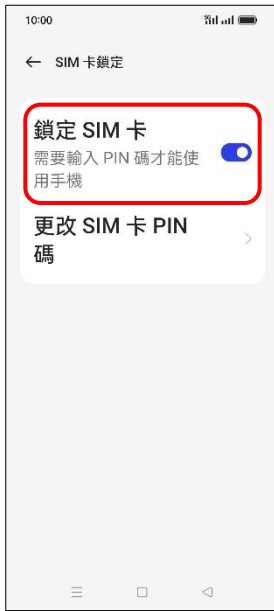 10:00
SIM 卡鎖定
鎖定 SIM 卡
需要輸入 PIN 碼才能使
用手機
更改 SIM 卡 PIN
碼